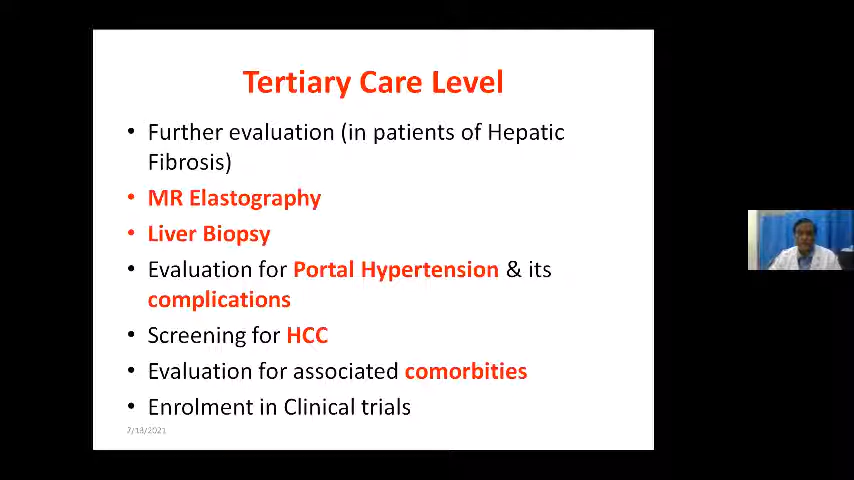 Tertiary Care Level
• Further evaluation (in patients of Hepatic
Fibrosis)
• MR Elastography
• Liver Biopsy
• Evaluation for Portal Hypertension & its
complications
• Screening for HCC
• Evaluation for associated comorbities
• Enrolment in Clinical trials
7/13/2021